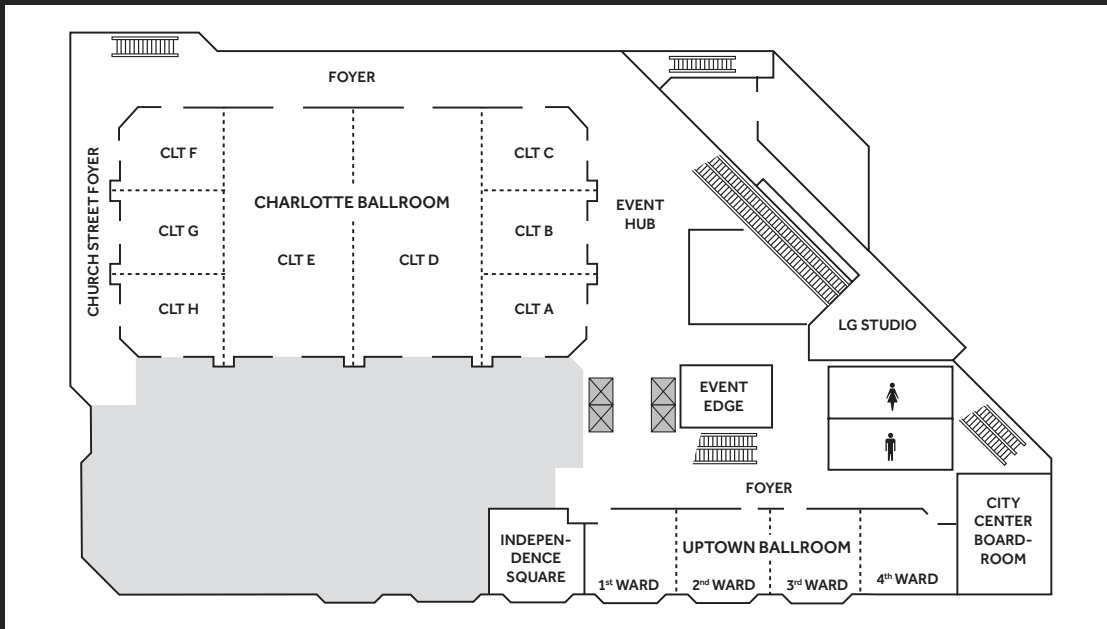 FOYER
CHURCH STREET FOYER
CLT F
CLT C
CHARLOTTE BALLROOM
EVENT
HUB
CLT G
CLT B
CLT E
CLT D
CLT H
CLT A
LG STUDIO
EVENT
EDGE
FOYER
CITY
CENTER
BOARD-
ROOM
INDEPEN-
DENCE
SQUARE
UPTOWN BALLROOM
1st WARD
2nd WARD
3rd WARD
4th WARD